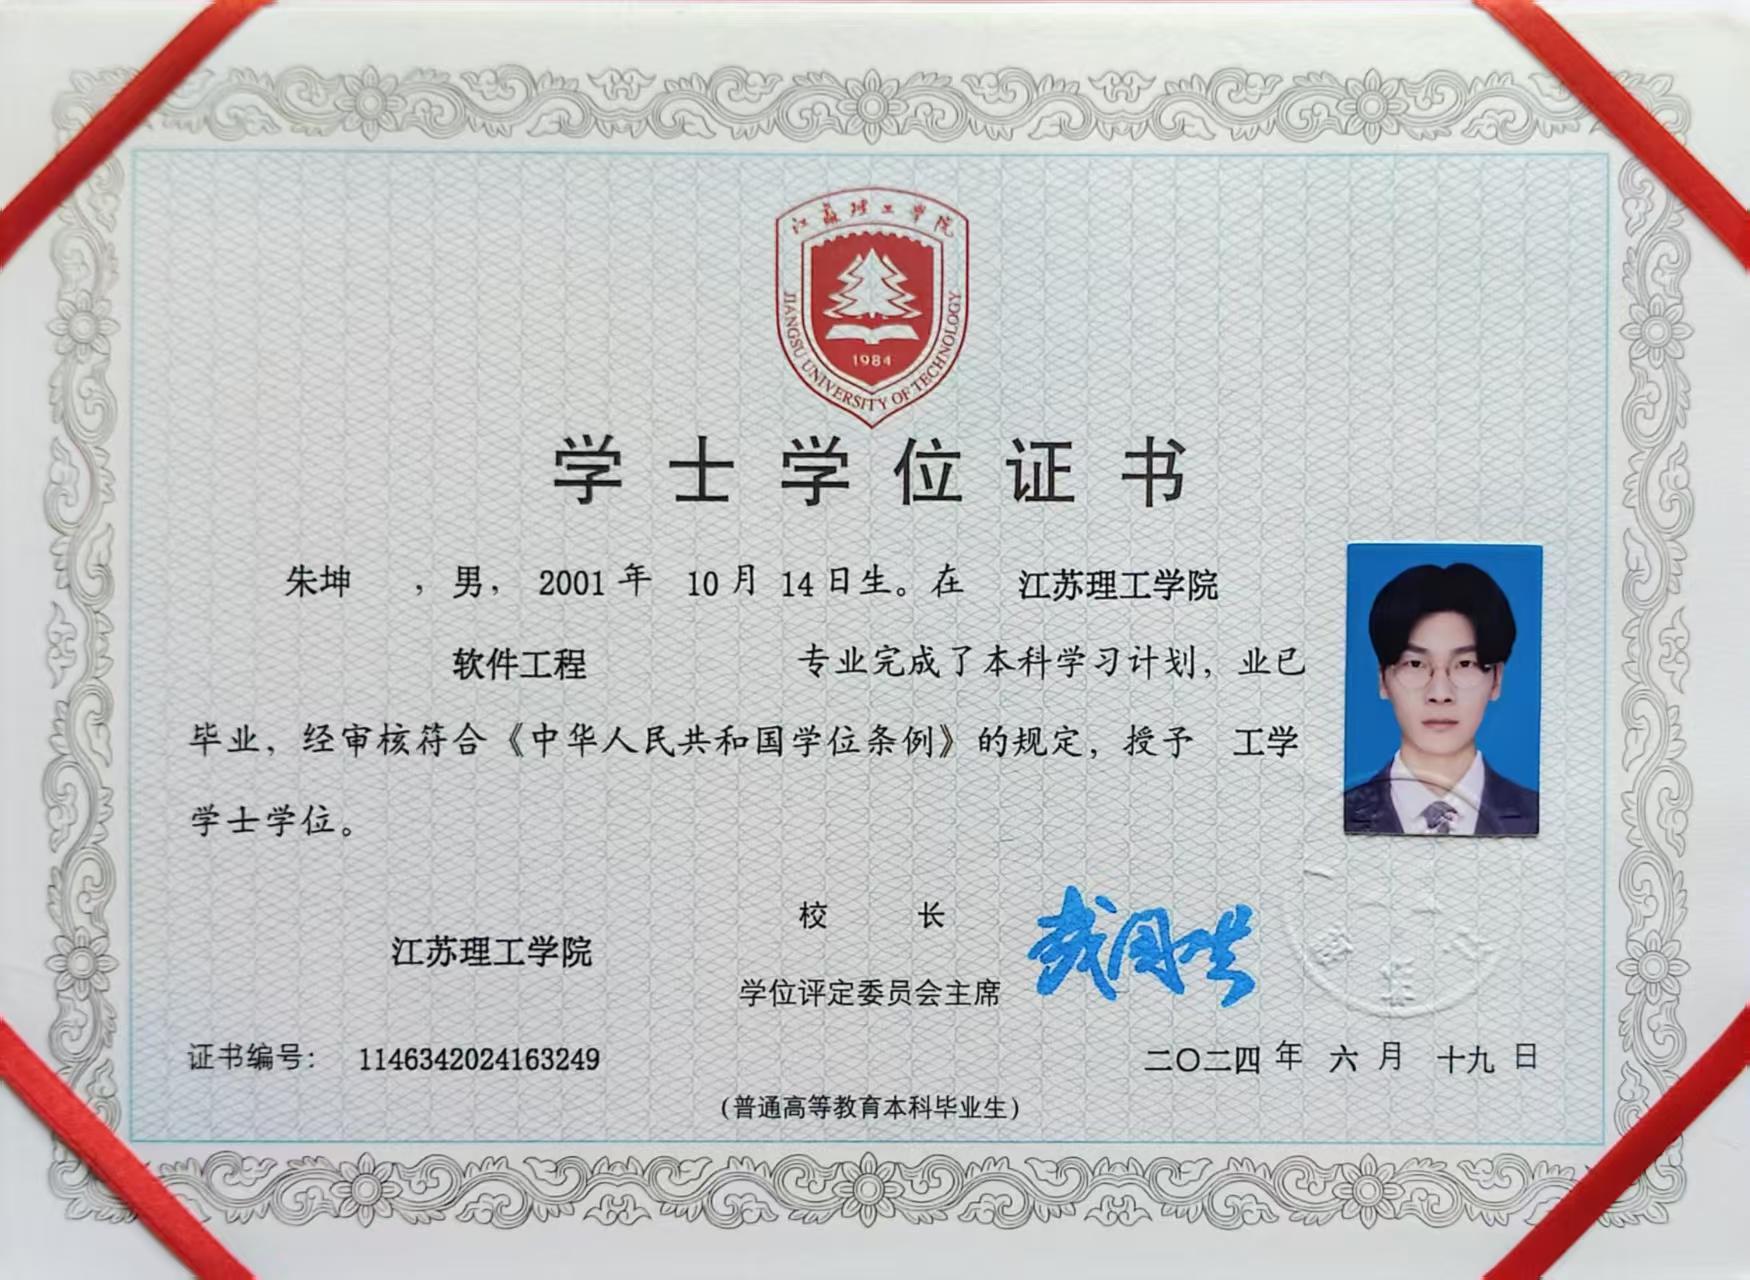 江苏理工学院
JIANGSU UNIVERSITY OF TECHNOLOGY
1984
学士学位证书
朱坤 ，男，2001年 10月 14日生。在 江苏理工学院
软件工程 专业完成了本科学习计划，业已
毕业，经审核符合《中华人民共和国学位条例》的规定，授予 工学
学士学位。
校 长
江苏理工学院
学位评定委员会主席
证书编号： 1146342024163249
二〇二四 年 六 月 十九 日
（普通高等教育本科毕业生）